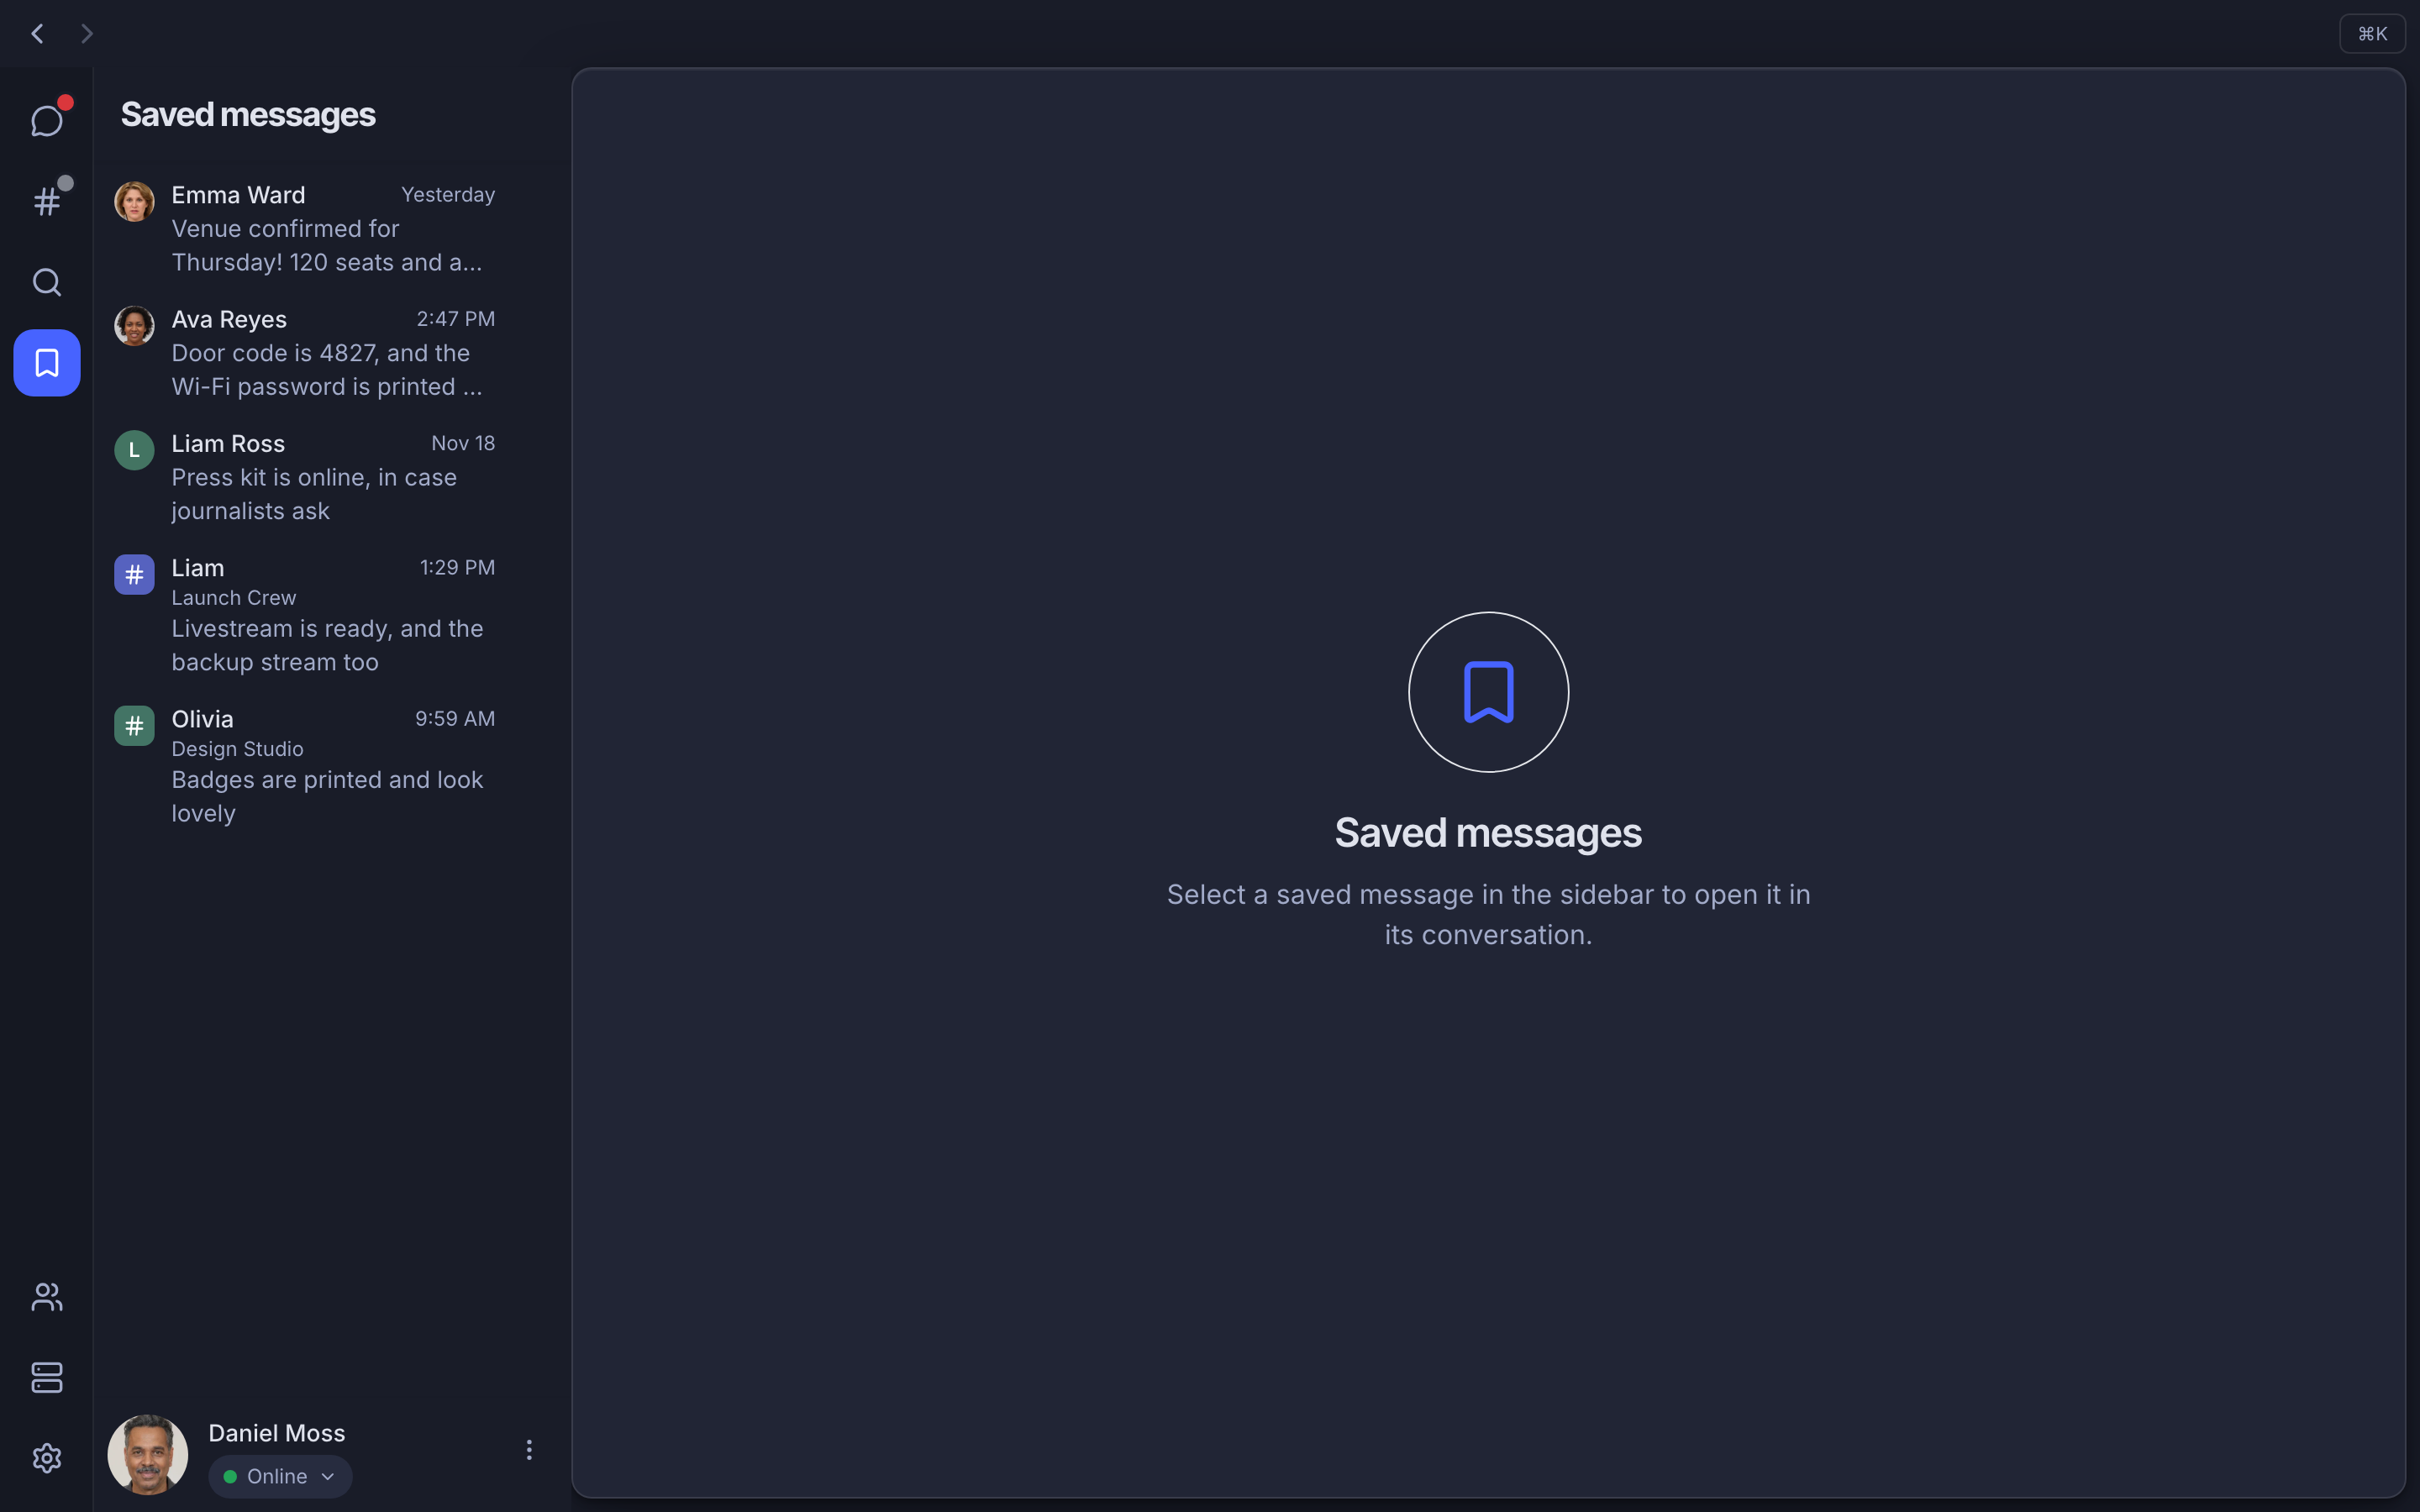 ⌘K
Saved messages
Emma Ward Yesterday
Venue confirmed for
Thursday! 120 seats and a...
Ava Reyes 2:47 PM
Door code is 4827, and the
Wi-Fi password is printed ...
L Liam Ross Nov 18
Press kit is online, in case
journalists ask
# Liam 1:29 PM
Launch Crew
Livestream is ready, and the
backup stream too
# Olivia 9:59 AM
Design Studio
Badges are printed and look
lovely
Saved messages
Select a saved message in the sidebar to open it in
its conversation.
Daniel Moss
Online